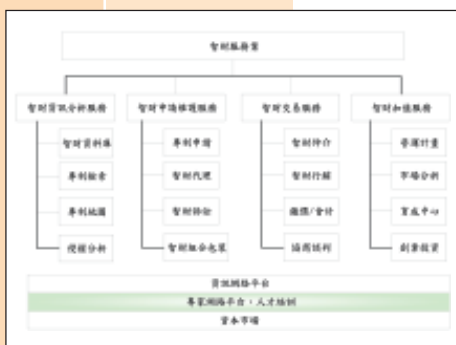 智財服務業
智財資訊分析服務
智財申請維護服務
智財交易服務
智財加值服務
智財資料庫
專利申請
智財仲介
營運計畫
專利檢索
智財代理
智財行銷
市場分析
專利地圖
智財訴訟
鑑價/會計
育成中心
侵權分析
智財組合包裝
協商談判
創業投資
資訊網路平台
專家網路平台，人才培訓
資本市場